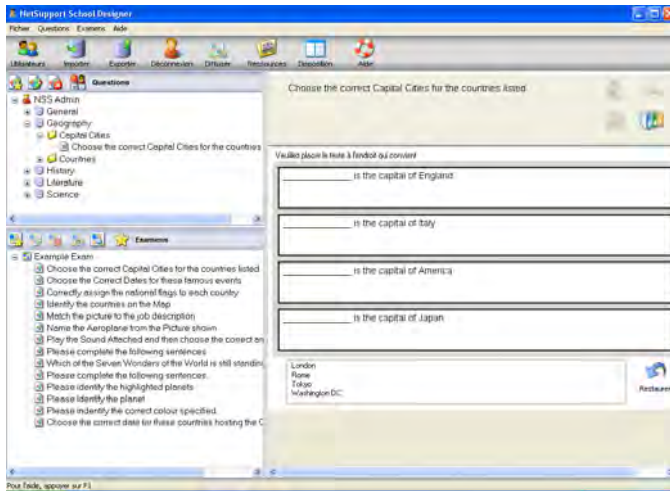 NetSupport School Designer
Fichier Questions Examens Aide
Utilisateurs Importer Exporter Déconnexion Diffuser Ressources Disposition Aide
Questions
NSS Admin
General
Geography
Capital Cities
Choose the correct Capital Cities for the countries
Countries
History
Literature
Science
Examens
Example Exam
Choose the correct Capital Cities for the countries listed
Choose the Correct Dates for these famous events
Correctly assign the national flags to each country
Identify the countries on the Map
Match the picture to the job description
Name the Aeroplane from the Picture shown
Play the Sound Attached and then choose the correct an
Please complete the following sentences
Which of the Seven Wonders of the World is still standin
Please complete the following sentences.
Please identify the highlighted planets
Please Identify the planet
Please indentify the correct colour specified.
Choose the correct date for these countries hosting the C
Choose the correct Capital Cities for the countries listed
Veuillez placer le texte à l'endroit qui convient
____________ is the capital of England
____________ is the capital of Italy
____________ is the capital of America
____________ is the capital of Japan
London
Rome
Tokyo
Washington DC
Restaurer
Pour l'aide, appuyer sur F1